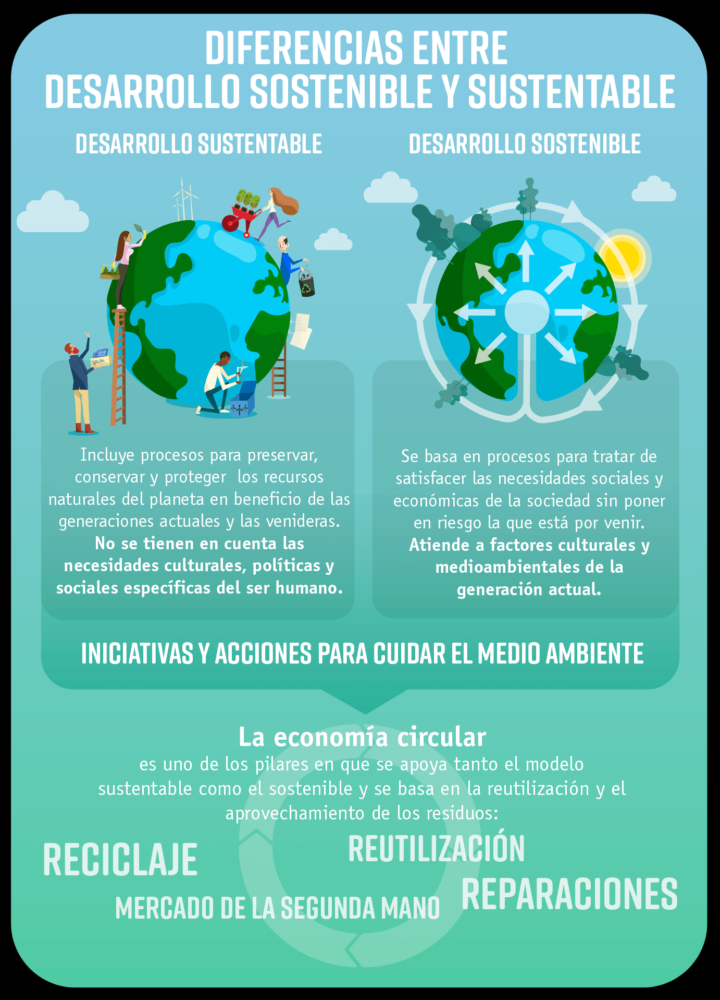 DIFERENCIAS ENTRE
DESARROLLO SOSTENIBLE Y SUSTENTABLE
DESARROLLO SUSTENTABLE
SOLAR
Incluye procesos para preservar,
conservar y proteger los recursos
naturales del planeta en beneficio de las
generaciones actuales y las venideras.
No se tienen en cuenta las
necesidades culturales, políticas y
sociales específicas del ser humano.
DESARROLLO SOSTENIBLE
Se basa en procesos para tratar de
satisfacer las necesidades sociales y
económicas de la sociedad sin poner
en riesgo la que está por venir.
Atiende a factores culturales y
medioambientales de la
generación actual.
INICIATIVAS Y ACCIONES PARA CUIDAR EL MEDIO AMBIENTE
La economía circular
es uno de los pilares en que se apoya tanto el modelo
sustentable como el sostenible y se basa en la reutilización y el
aprovechamiento de los residuos:
RECICLAJE
REUTILIZACIÓN
REPARACIONES
MERCADO DE LA SEGUNDA MANO